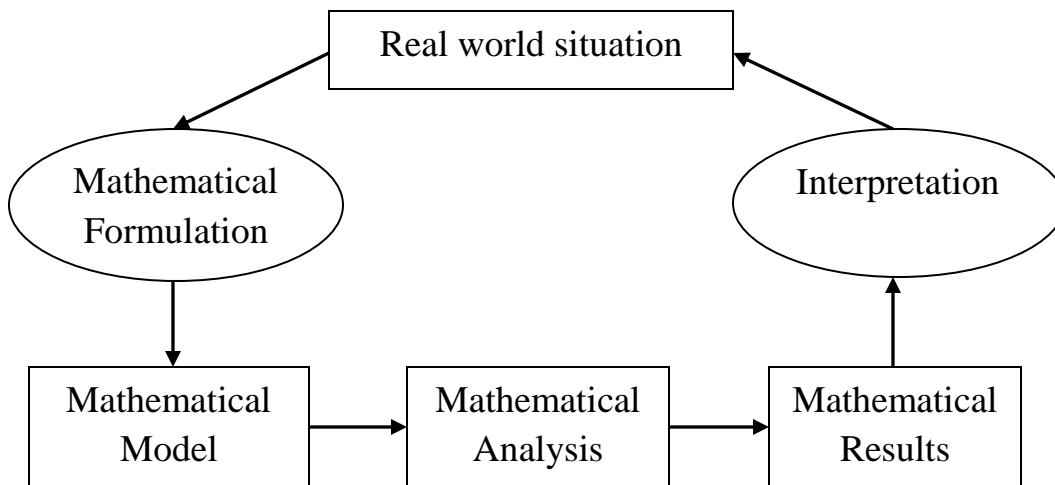 Real world situation
Mathematical
Formulation
Interpretation
Mathematical
Model
Mathematical
Analysis
Mathematical
Results